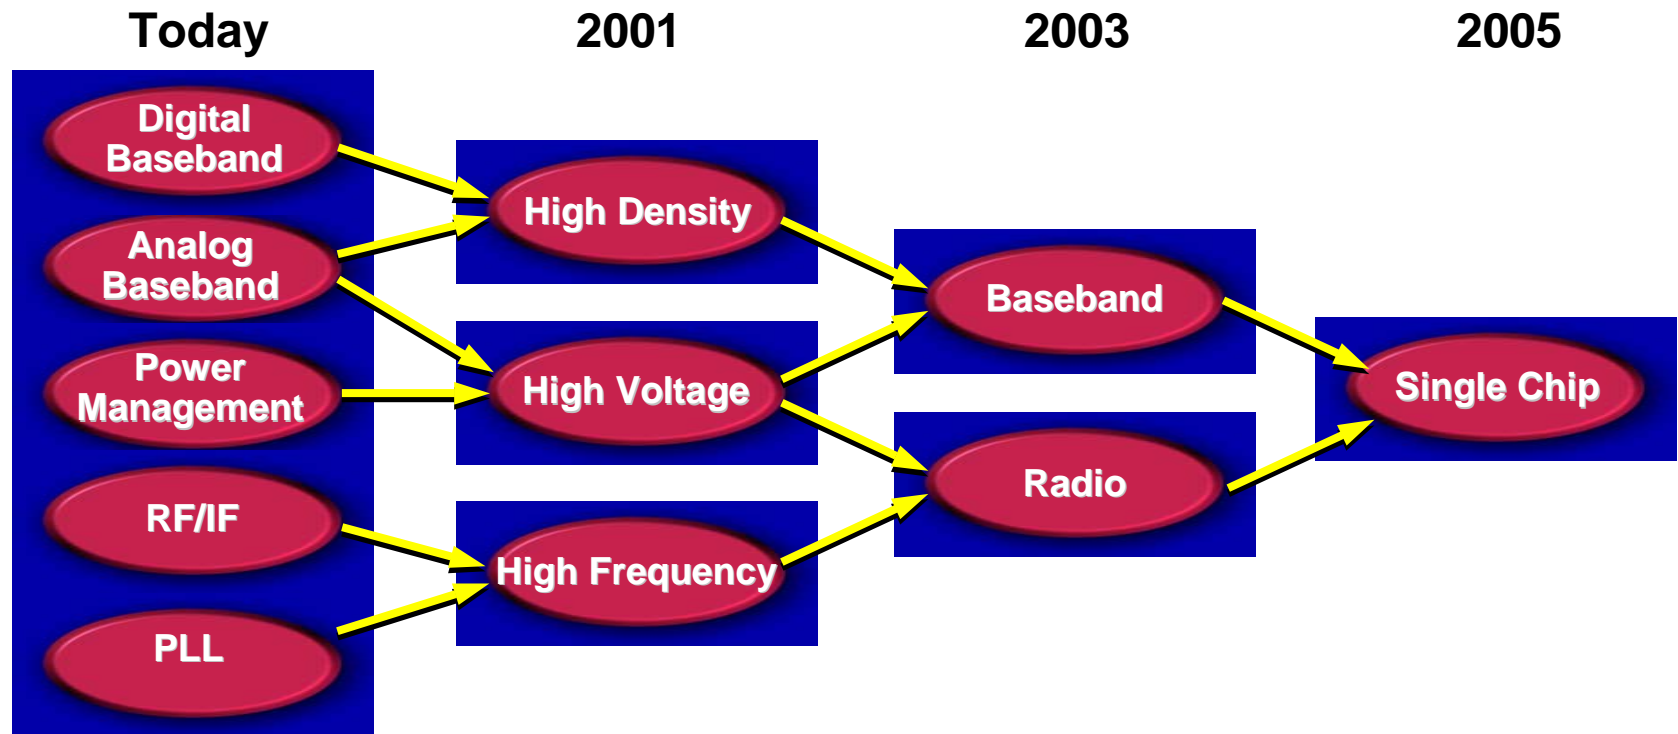 Today
2001
2003
2005
Digital
Baseband
Analog
Baseband
Power
Management
RF/IF
PLL
High Density
High Voltage
High Frequency
Baseband
Radio
Single Chip